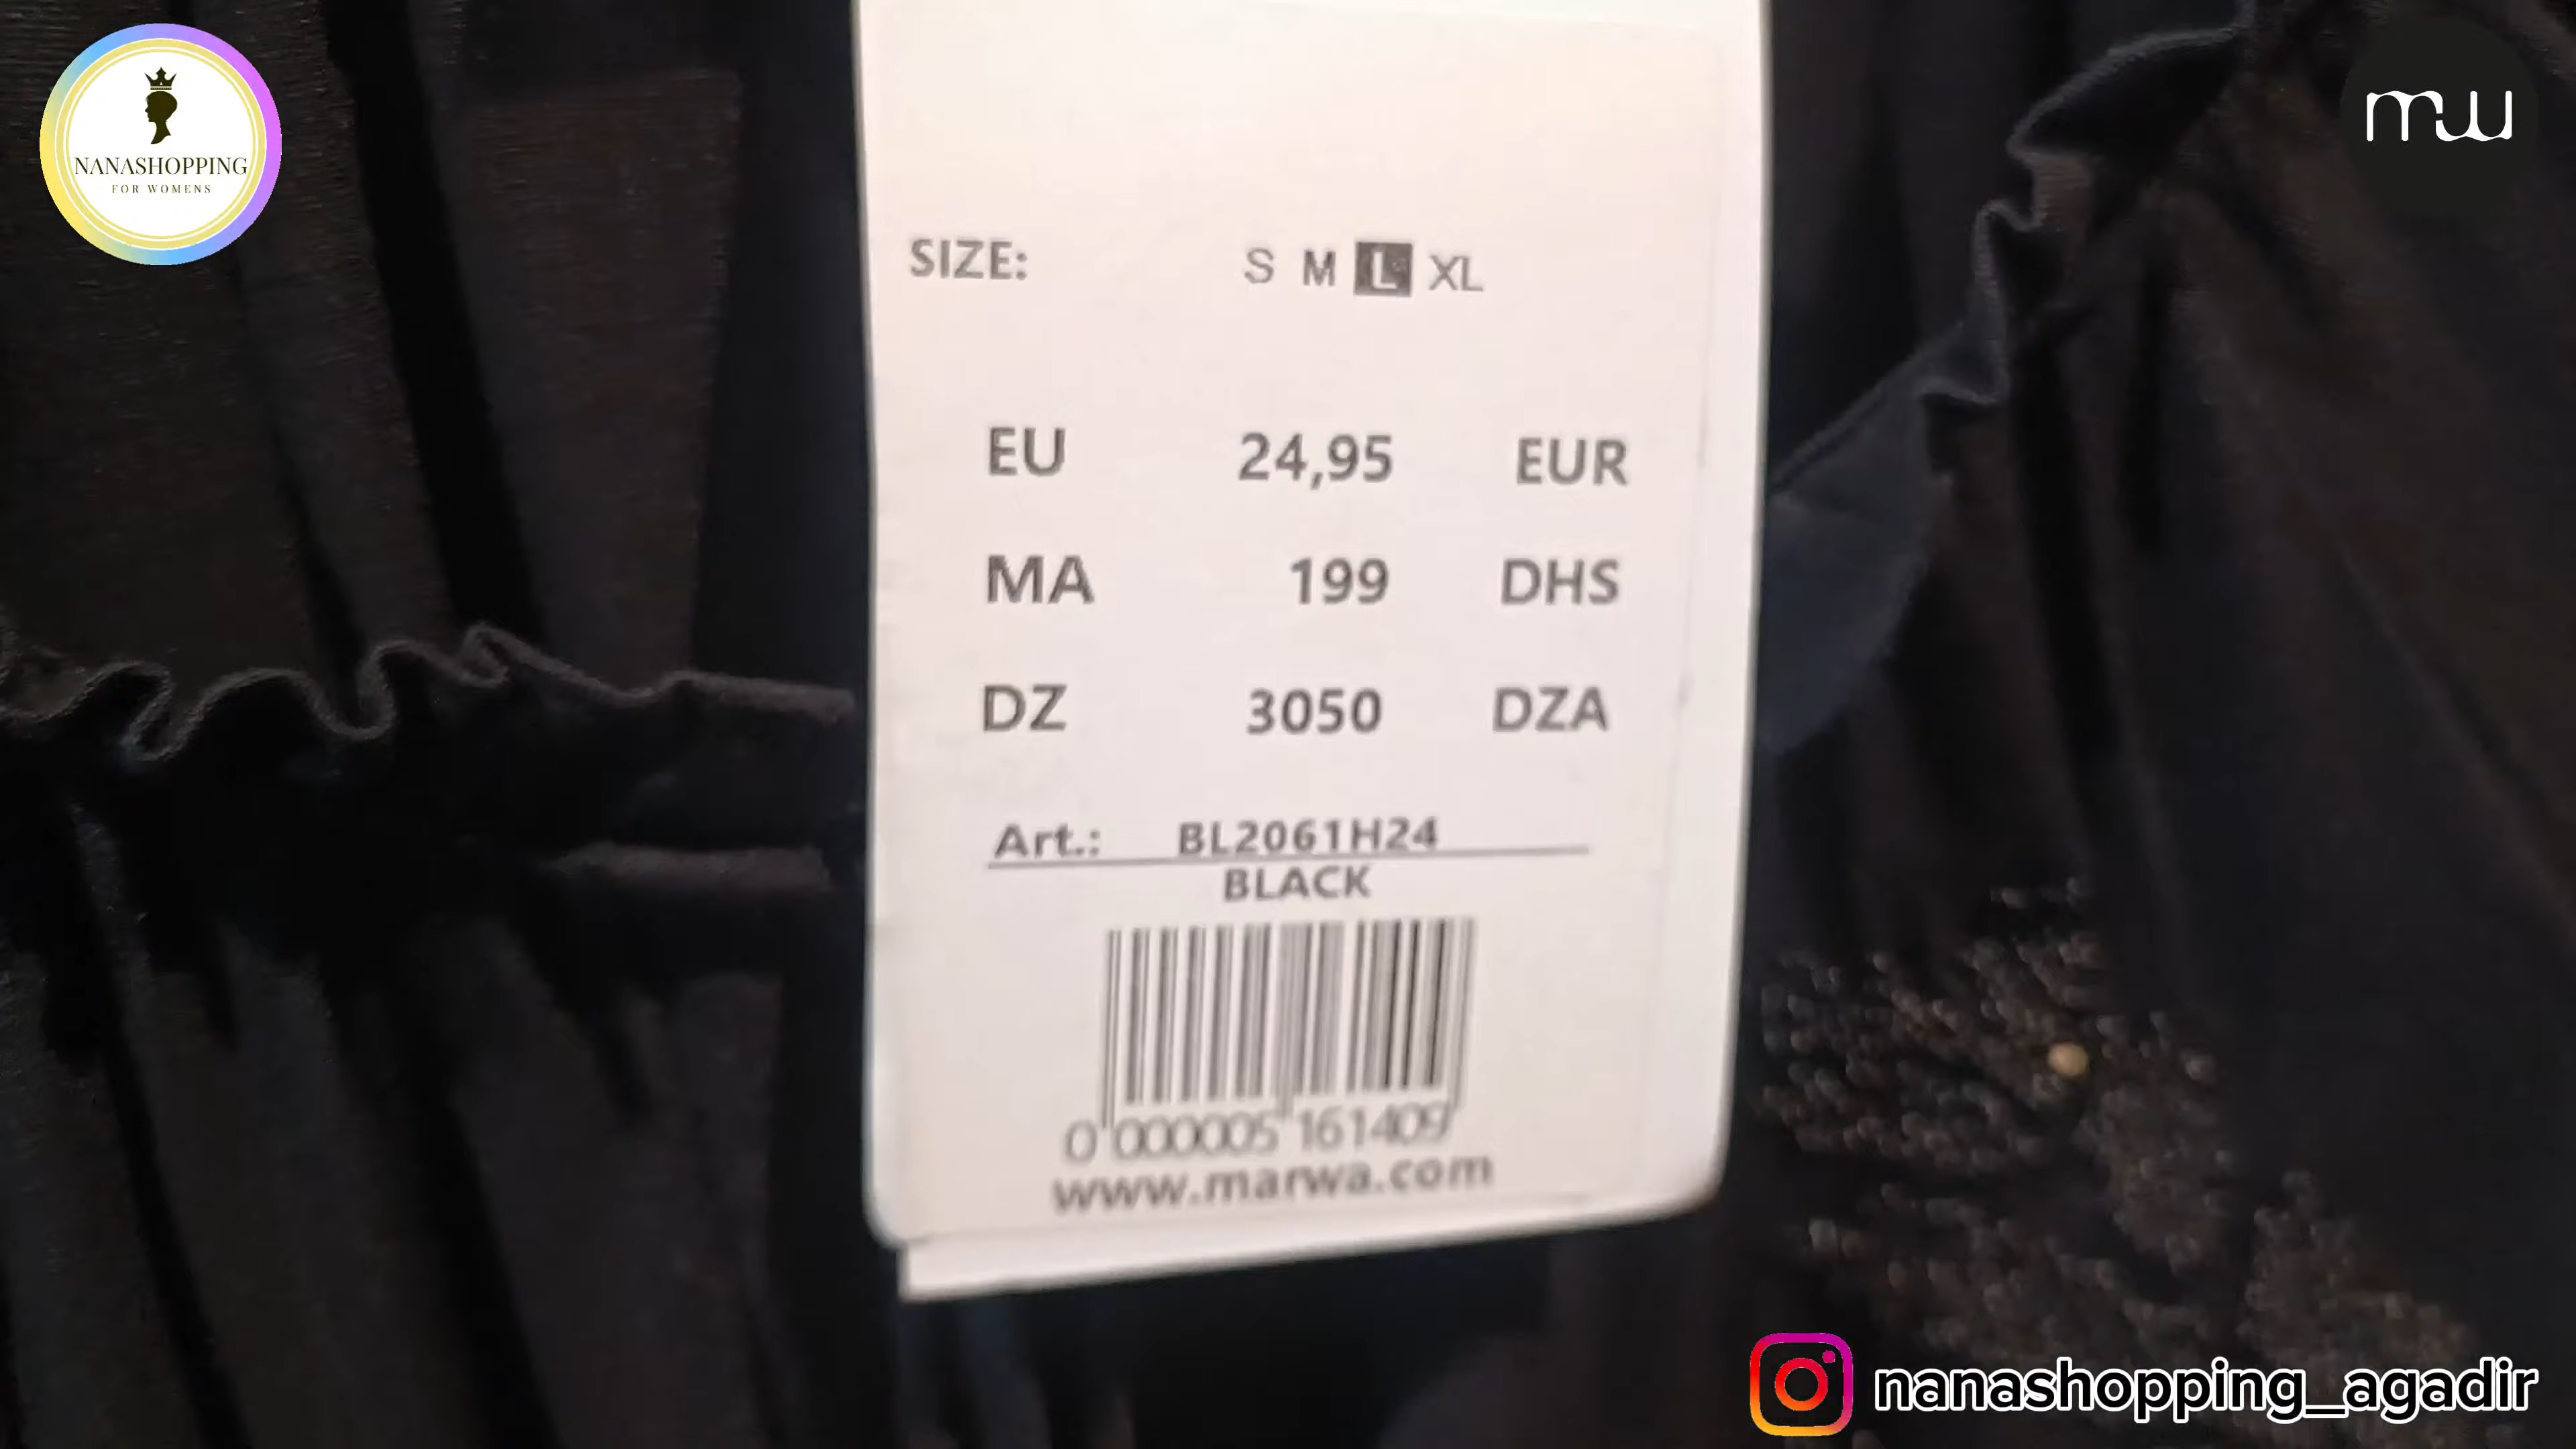 NANASHOPPING
FOR WOMENS
mw
SIZE: S M L XL
EU 24,95 EUR
MA 199 DHS
DZ 3050 DZA
Art.: BL2061H24
BLACK
0 000005 161409
www.marwa.com
nanashopping_agadir